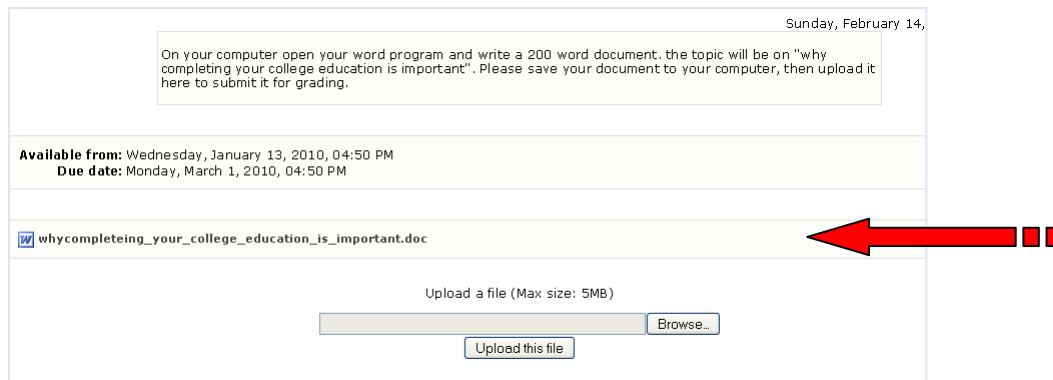 Sunday, February 14,
On your computer open your word program and write a 200 word document. the topic will be on "why
completing your college education is important". Please save your document to your computer, then upload it
here to submit it for grading.
Available from: Wednesday, January 13, 2010, 04:50 PM
Due date: Monday, March 1, 2010, 04:50 PM
whycompleteing_your_college_education_is_important.doc
Upload a file (Max size: 5MB)
Browse...
Upload this file